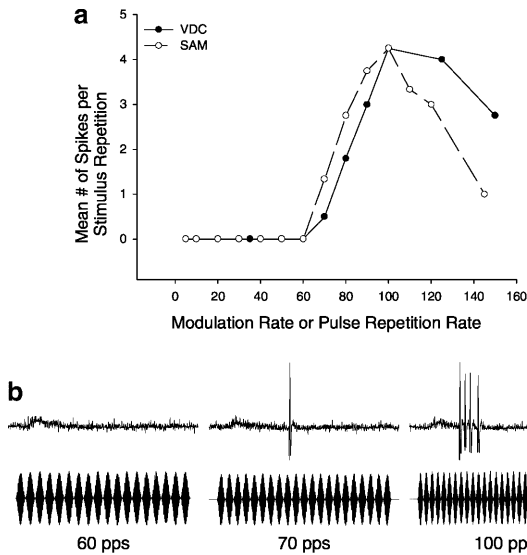 a
VDC
SAM
5
4
3
2
1
0
Mean # of Spikes per
Stimulus Repetition
0 20 40 60 80 100 120 140 160
Modulation Rate or Pulse Repetition Rate
b
60 pps 70 pps 100 pp